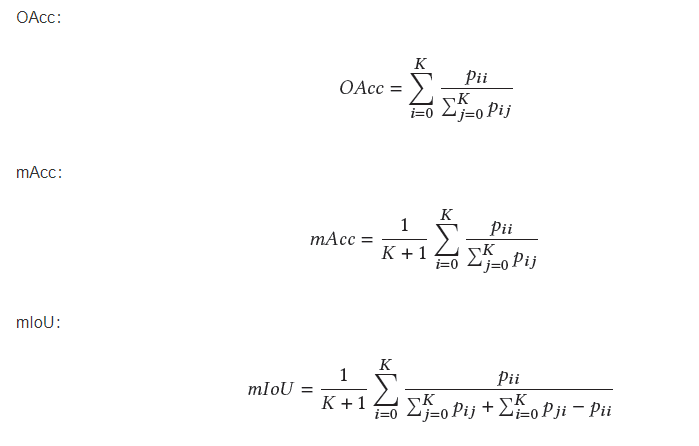 OAcc:
OAcc = \sum_{i=0}^{K} \frac{p_{ii}}{\sum_{j=0}^{K} p_{ij}}
mAcc:
mAcc = \frac{1}{K+1} \sum_{i=0}^{K} \frac{p_{ii}}{\sum_{j=0}^{K} p_{ij}}
mIoU:
mIoU = \frac{1}{K+1} \sum_{i=0}^{K} \frac{p_{ii}}{\sum_{j=0}^{K} p_{ij} + \sum_{i=0}^{K} p_{ji} - p_{ii}}